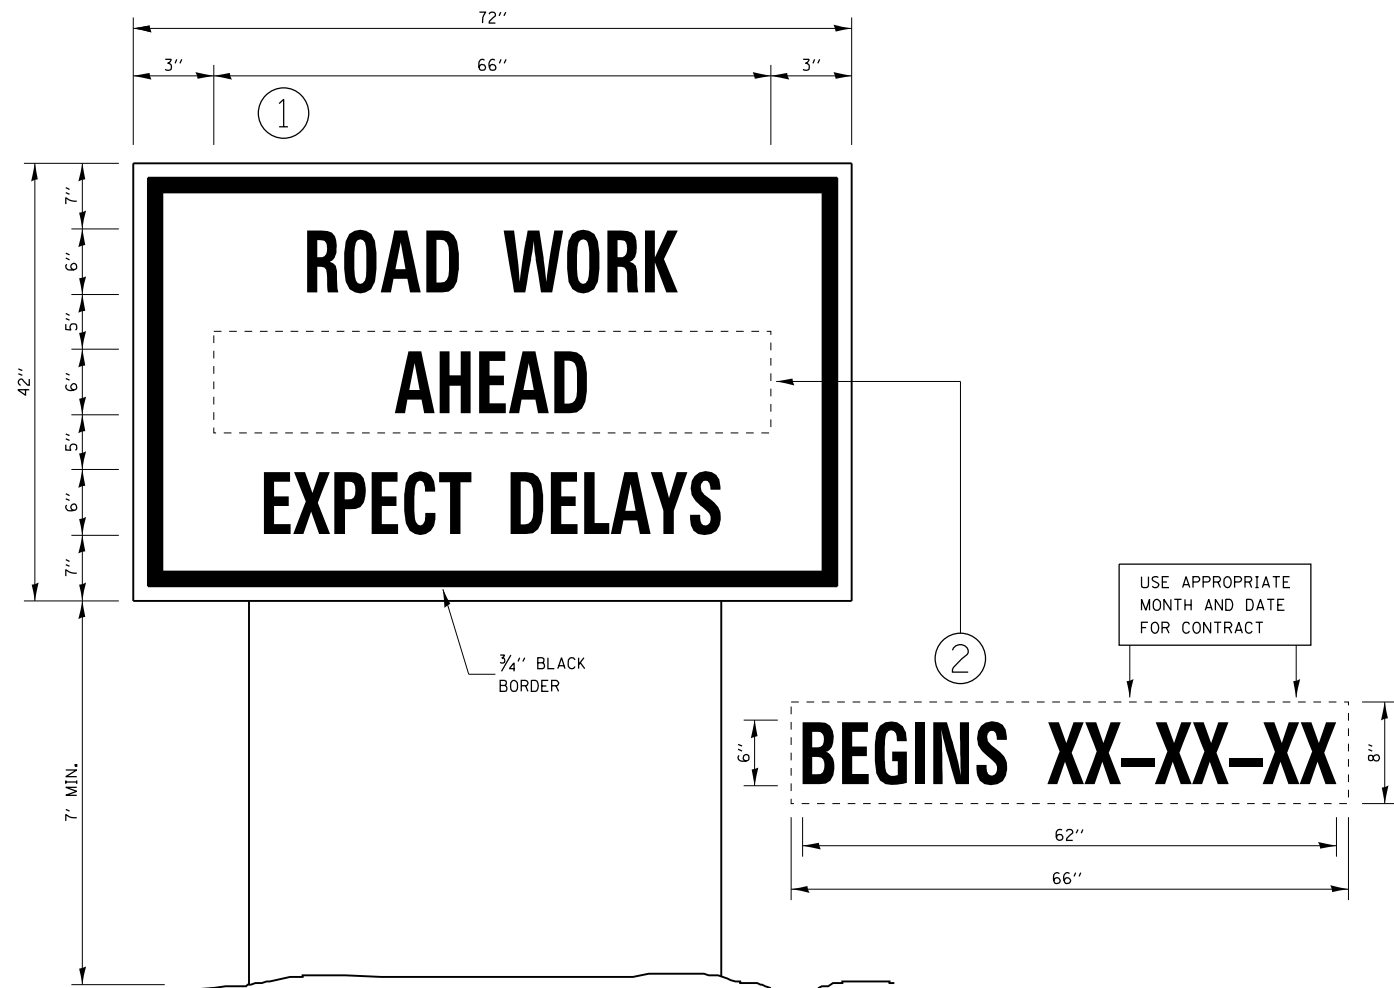 72''
3'' 66'' 3''
1
7''
6''
5''
6''
5''
6''
7''
42''
7' MIN.
ROAD WORK
AHEAD
EXPECT DELAYS
3/4'' BLACK
BORDER
2
USE APPROPRIATE
MONTH AND DATE
FOR CONTRACT
6''
BEGINS XX–XX–XX
8''
62''
66''